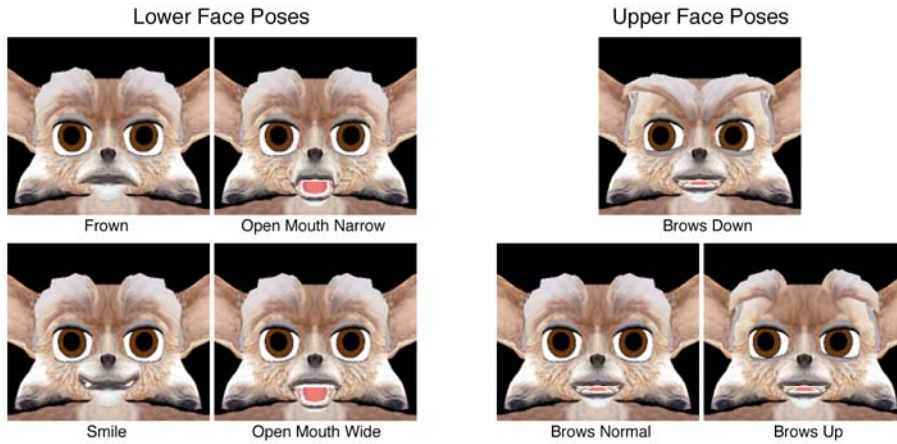 Lower Face Poses
Frown
Open Mouth Narrow
Smile
Open Mouth Wide
Upper Face Poses
Brows Down
Brows Normal
Brows Up